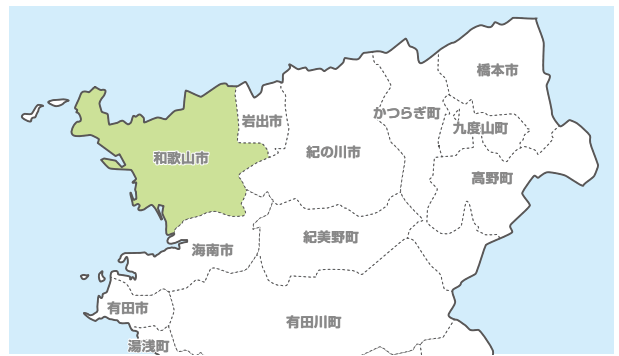 橋本市
かつらぎ町
岩出市
九度山町
紀の川市
和歌山市
高野町
紀美野町
海南市
有田市
有田川町
湯浅町